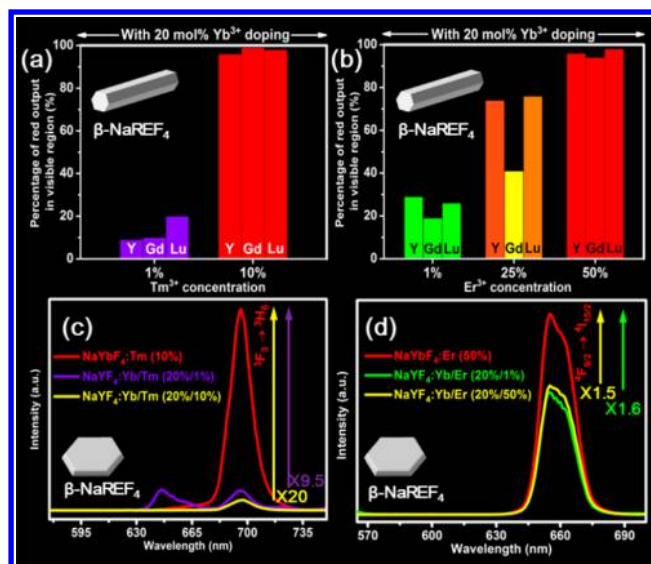 (a)
With 20 mol% Yb³⁺ doping
Percentage of red output
in visible region (%)
100
80
60
40
20
0
β-NaREF₄
Y Gd Lu
Y Gd Lu
1%
10%
Tm³⁺ concentration
(b)
With 20 mol% Yb³⁺ doping
Percentage of red output
in visible region (%)
100
80
60
40
20
0
β-NaREF₄
Y Gd Lu
Y Gd Lu
Y Gd Lu
1%
25%
50%
Er³⁺ concentration
(c)
NaYbF₄:Tm (10%)
NaYF₄:Yb/Tm (20%/1%)
NaYF₄:Yb/Tm (20%/10%)
³F₃ → ³H₆
X9.5
X20
β-NaREF₄
Intensity (a.u.)
595
630
665
700
735
Wavelength (nm)
(d)
NaYbF₄:Er (50%)
NaYF₄:Yb/Er (20%/1%)
NaYF₄:Yb/Er (20%/50%)
⁴F₉/₂ → ⁴I₁₅/₂
X1.5
X1.6
β-NaREF₄
Intensity (a.u.)
570
600
630
660
690
Wavelength (nm)